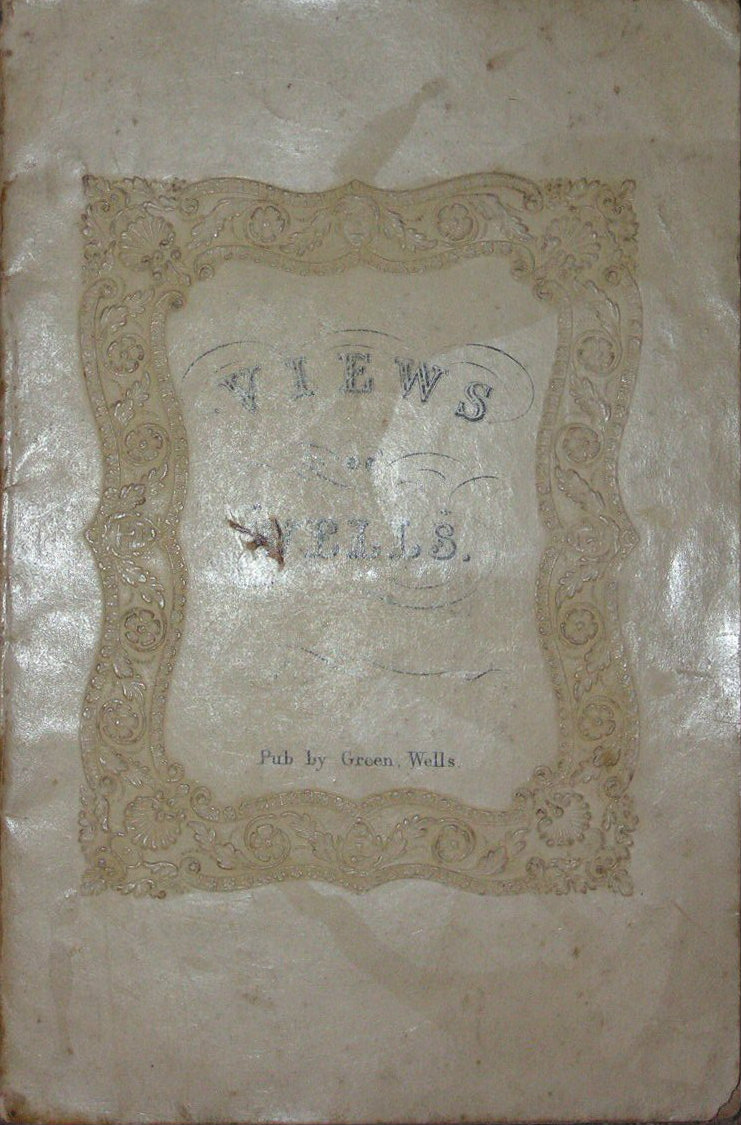 VIEWS
OF
WELLS.
Pub by Green, Wells.